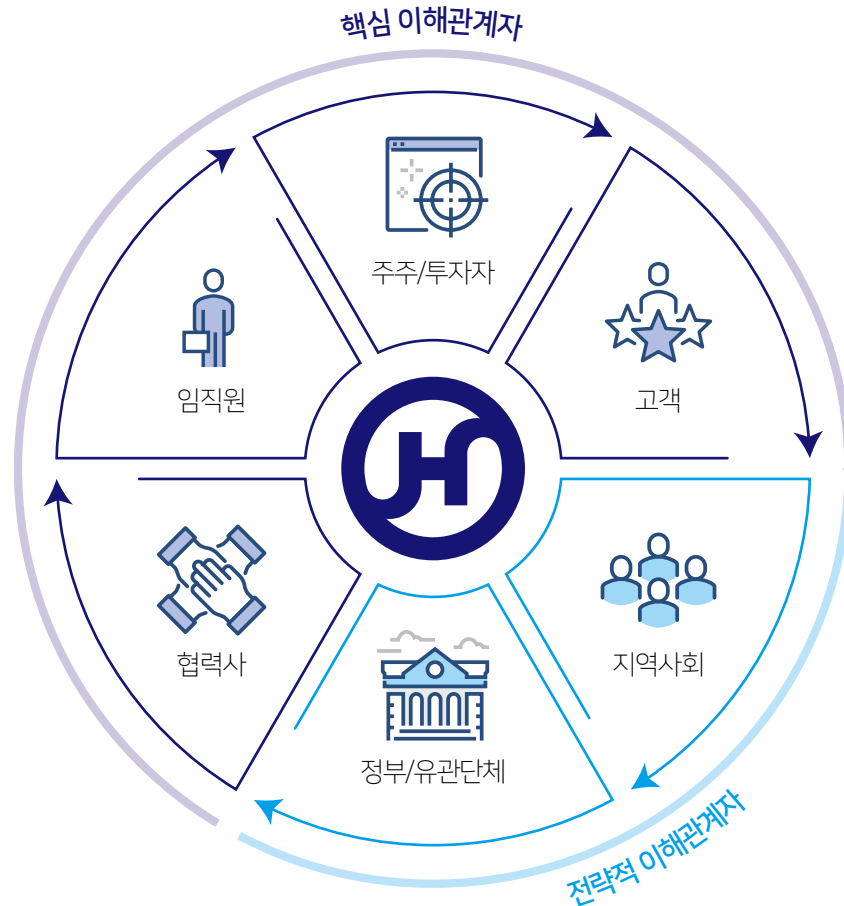 핵심 이해관계자
주주/투자자
임직원
고객
협력사
지역사회
정부/유관단체
전략적 이해관계자